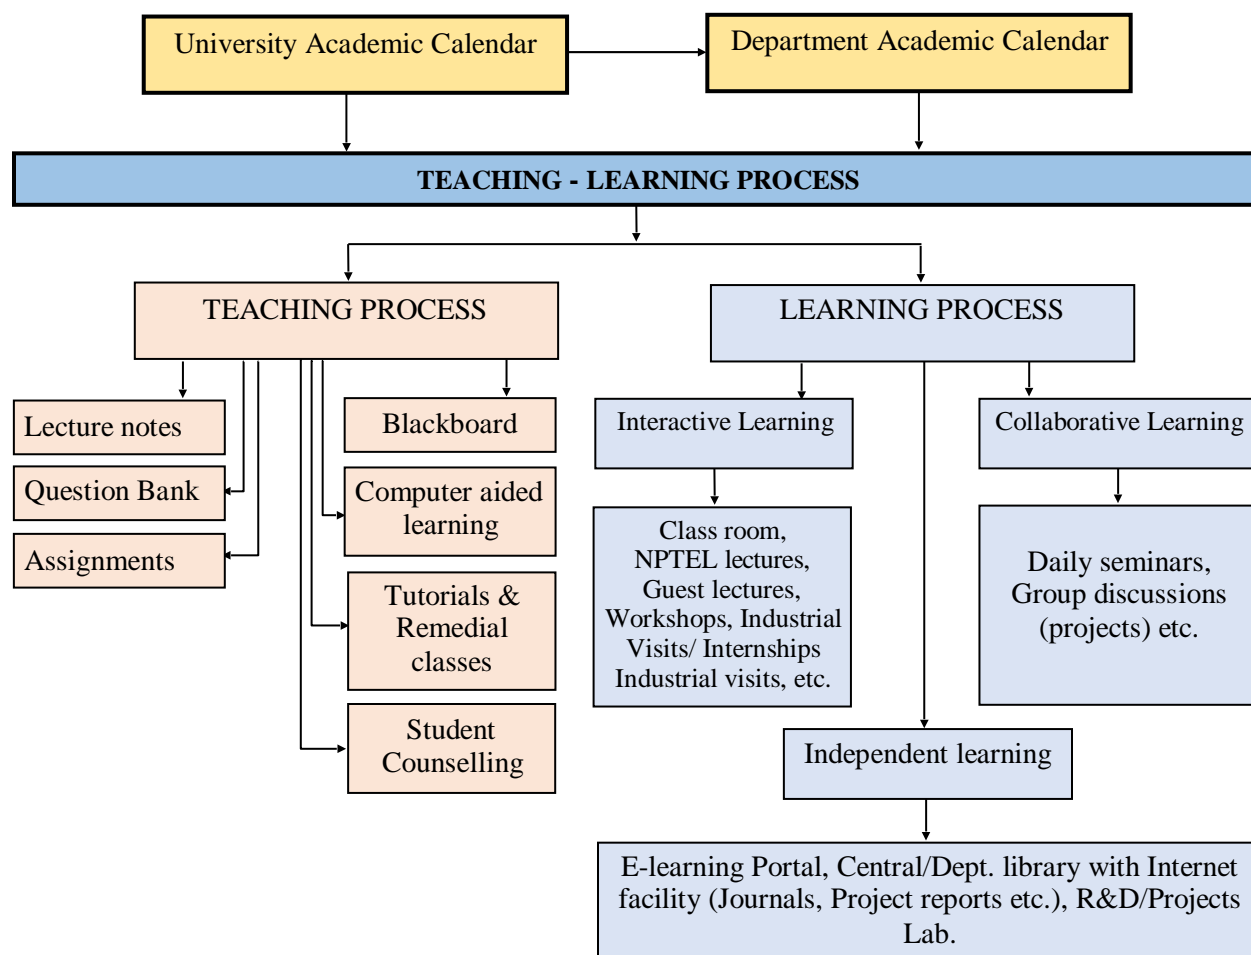 University Academic Calendar
Department Academic Calendar
TEACHING - LEARNING PROCESS
TEACHING PROCESS
LEARNING PROCESS
Lecture notes
Question Bank
Assignments
Blackboard
Computer aided
learning
Tutorials &
Remedial
classes
Student
Counselling
Interactive Learning
Class room,
NPTEL lectures,
Guest lectures,
Workshops, Industrial
Visits/ Internships
Industrial visits, etc.
Collaborative Learning
Daily seminars,
Group discussions
(projects) etc.
Independent learning
E-learning Portal, Central/Dept. library with Internet
facility (Journals, Project reports etc.), R&D/Projects
Lab.